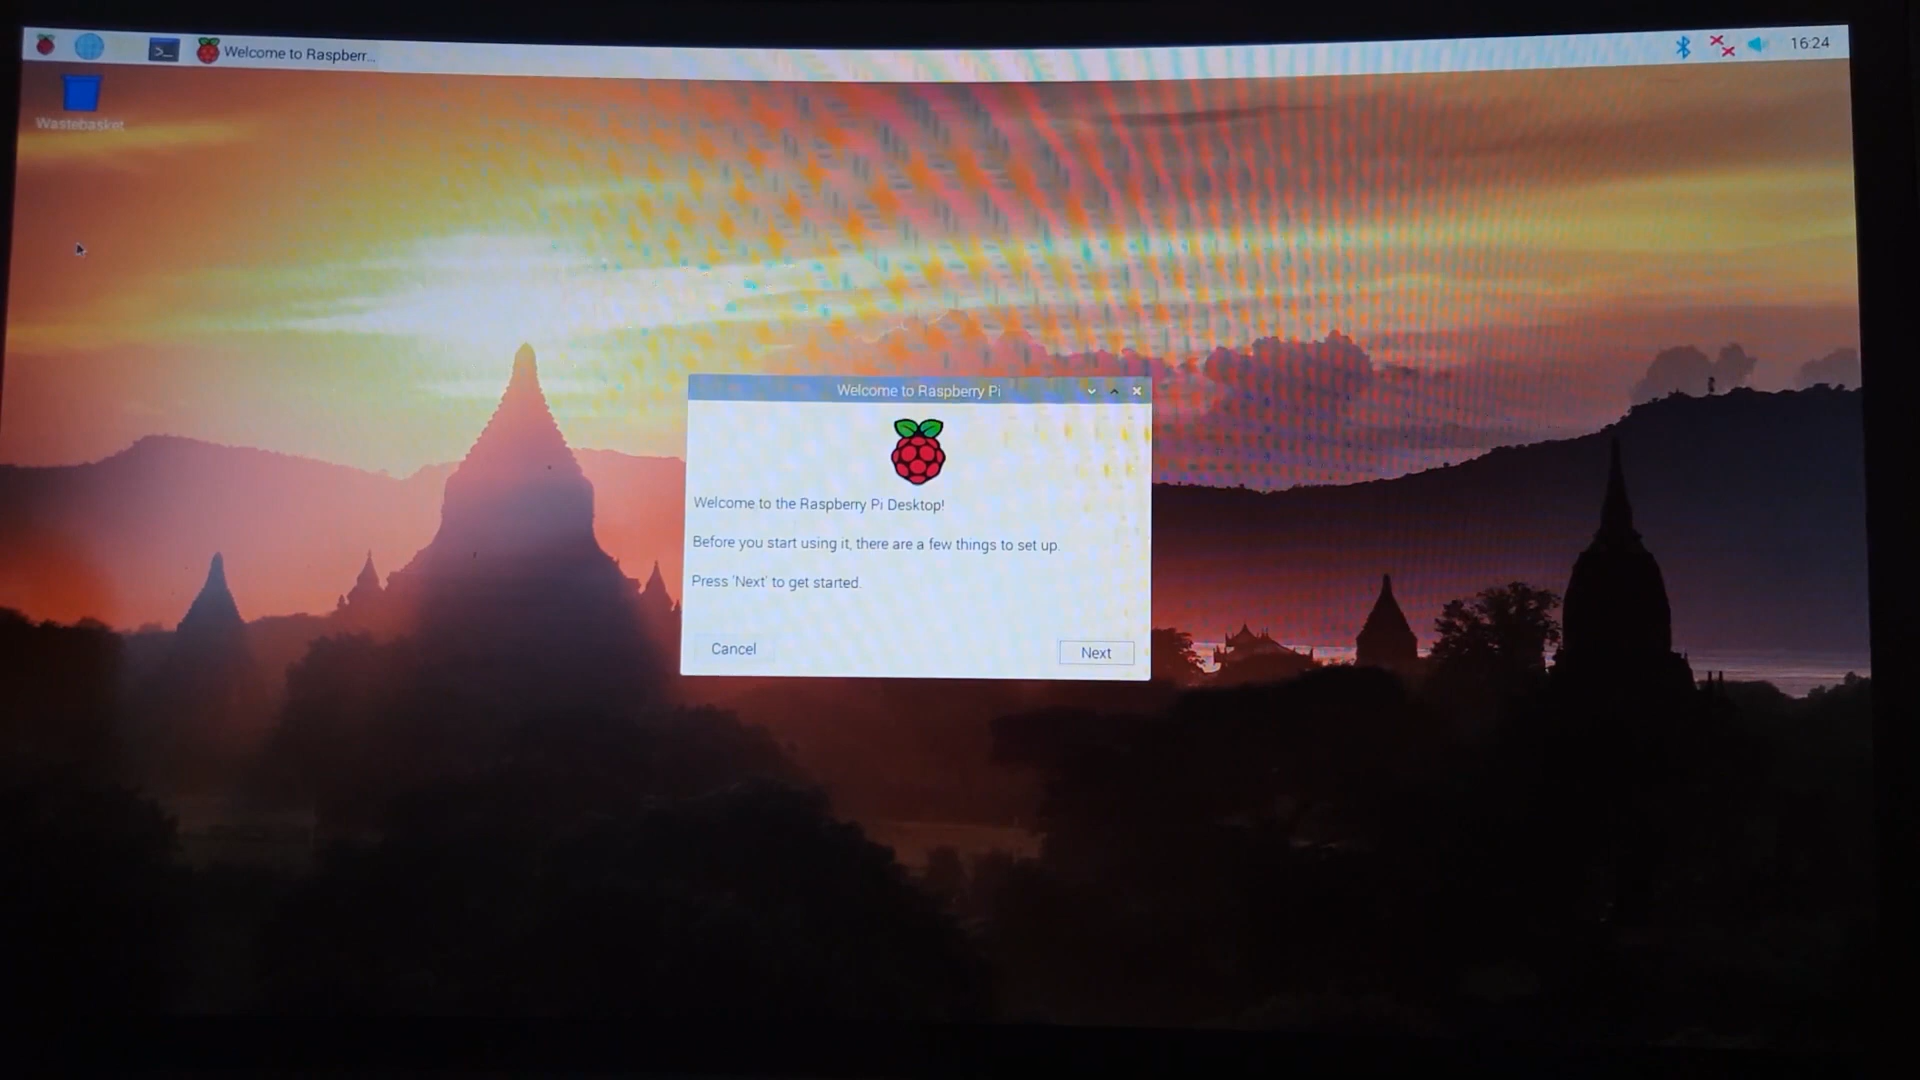 Welcome to Raspberr...
16:24
Wastebasket
Welcome to Raspberry Pi
Welcome to the Raspberry Pi Desktop!
Before you start using it, there are a few things to set up.
Press 'Next' to get started.
Cancel
Next